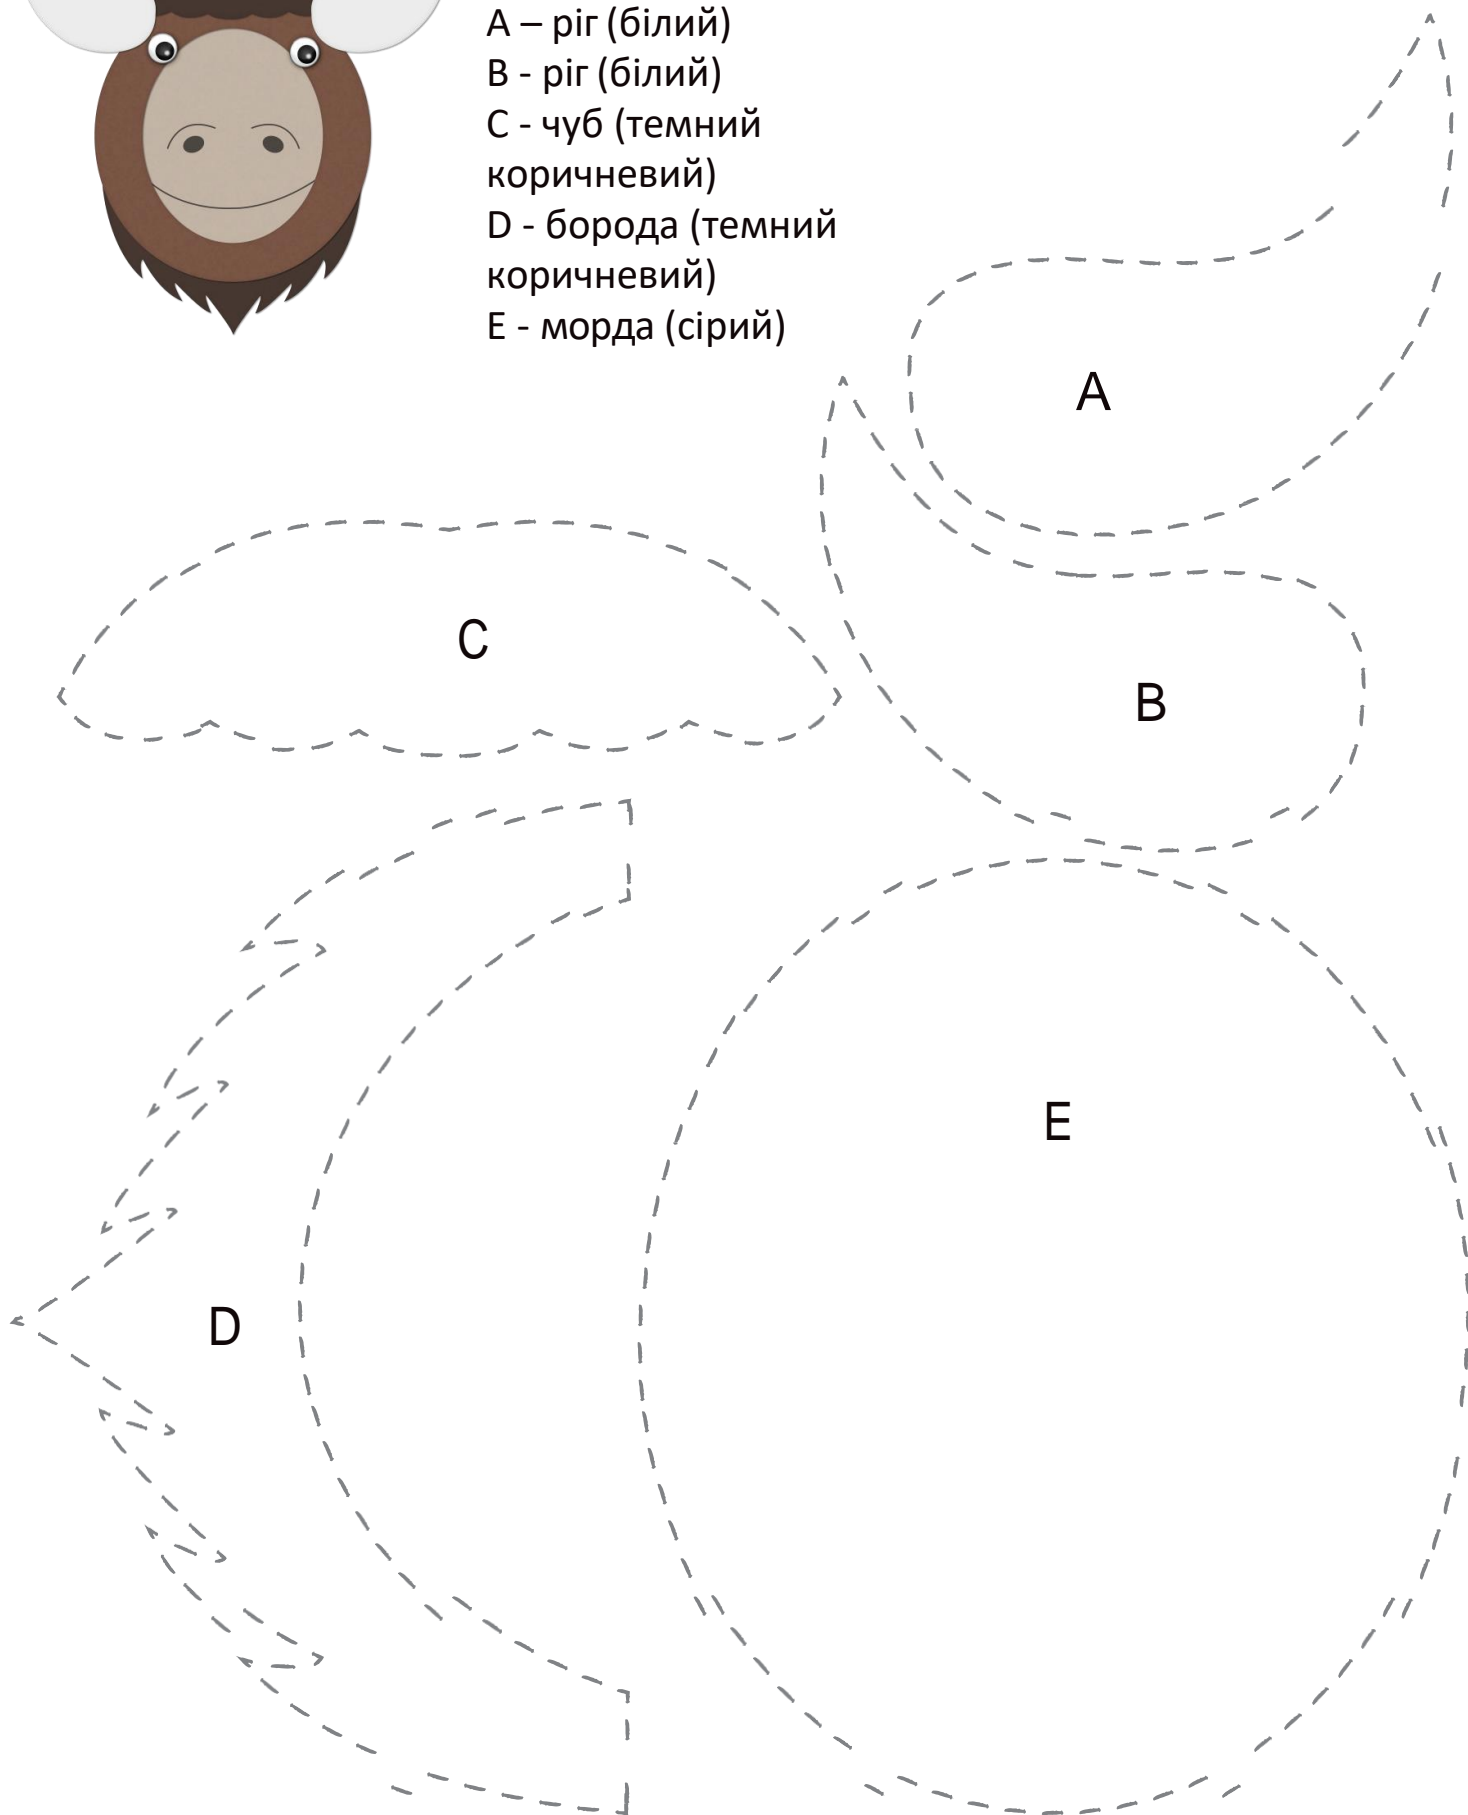 A – ріг (білий)
B - ріг (білий)
C - чуб (темний
коричневий)
D - борода (темний
коричневий)
E - морда (сірий)
A
C
B
E
D